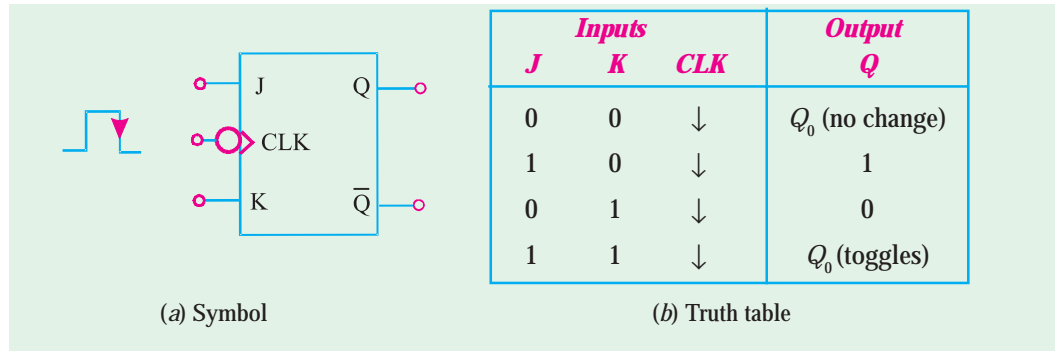 J
Q
CLK
K
Q̅
(a) Symbol
Inputs Output
J K CLK Q
0 0 ↓ Q₀ (no change)
1 0 ↓ 1
0 1 ↓ 0
1 1 ↓ Q₀ (toggles)
(b) Truth table